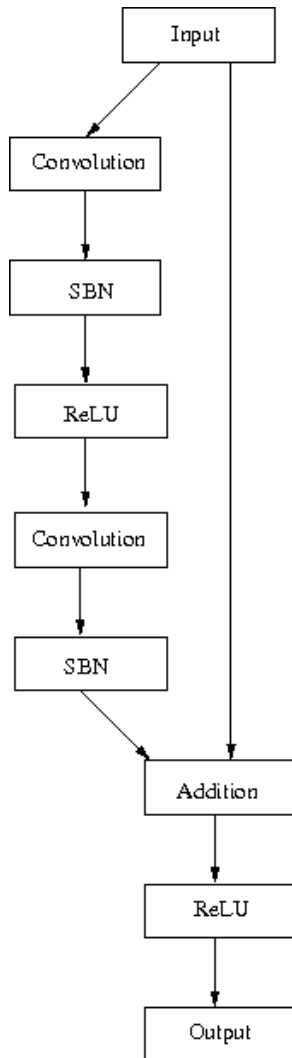 Input
Convolution
SBN
ReLU
Convolution
SBN
Addition
ReLU
Output